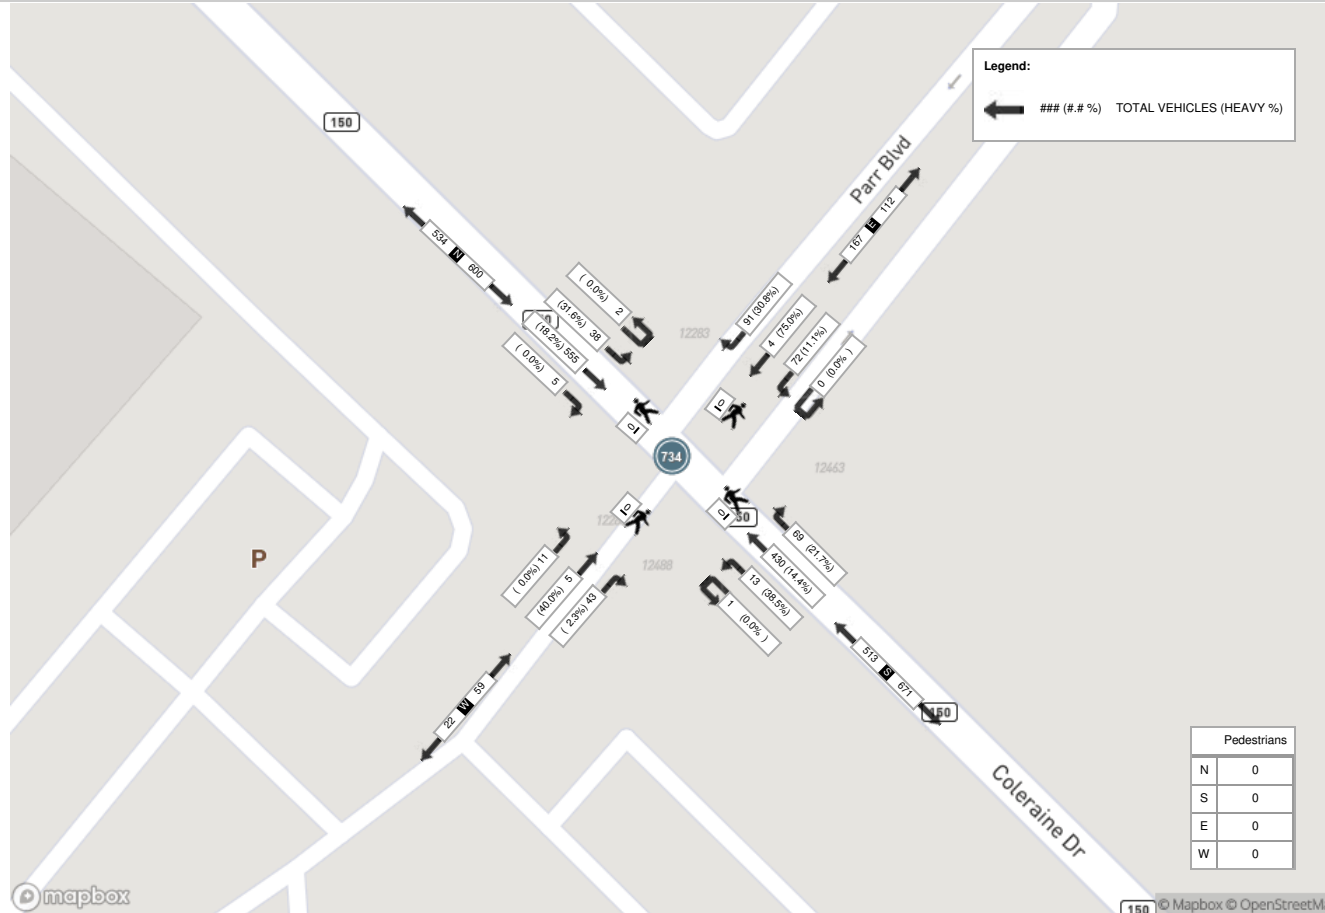 Legend:
### (#.# %) TOTAL VEHICLES (HEAVY %)
150
Parr Blvd
112
E
167
534
N
600
( 0.0%) 2
(31.6%) 38
(18.2%) 555
( 0.0%) 5
91 (30.8%)
4 (75.0%)
72 (11.1%)
0 (0.0% )
12283
0
0
734
12463
0
0
50
12488
69 (21.7%)
430 (14.4%)
13 (38.5%)
1 (0.0% )
( 0.0%) 11
(40.0%) 5
( 2.3%) 43
P
59
W
22
513
S
671
150
Coleraine Dr
Pedestrians
N 0
S 0
E 0
W 0
mapbox
150
© Mapbox © OpenStreetM